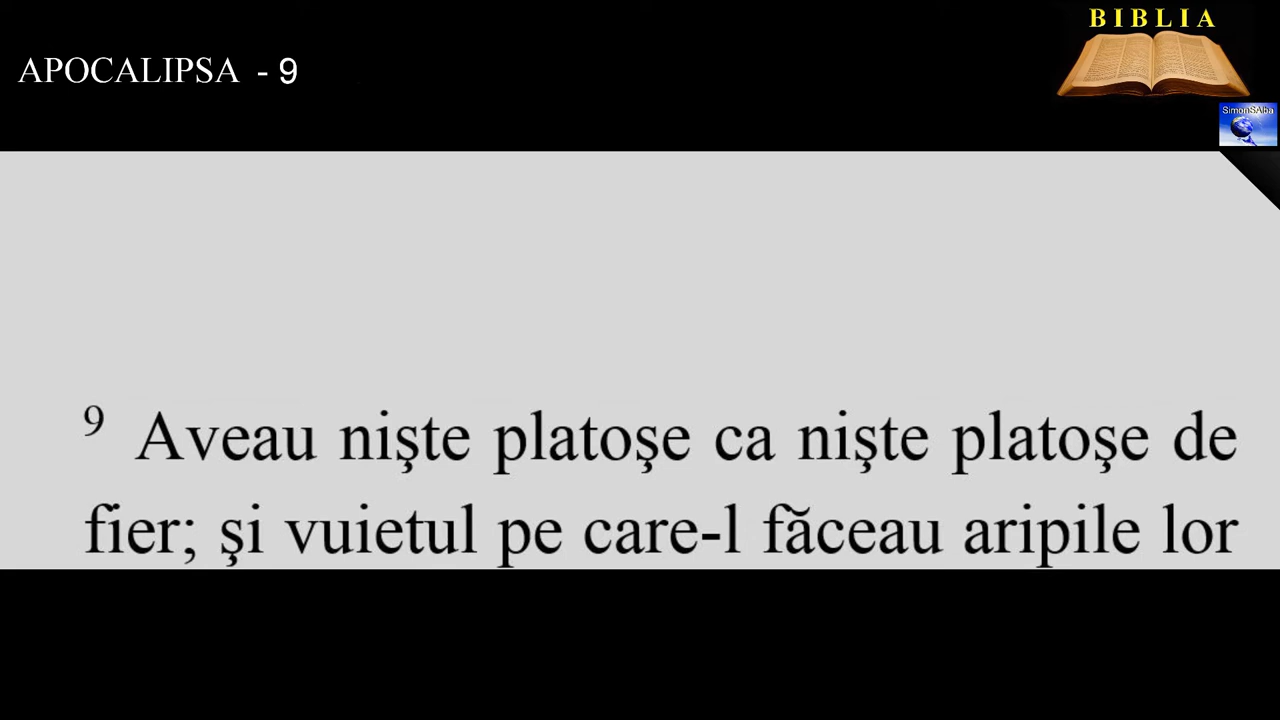 BIBLIA
APOCALIPSA - 9
SimonSAlba
9 Aveau nişte platoşe ca nişte platoşe de
fier; şi vuietul pe care-l făceau aripile lor